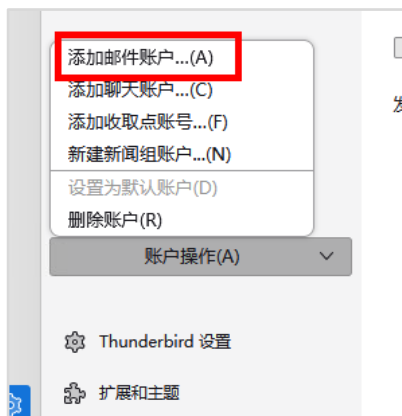 添加邮件账户...(A)
添加聊天账户...(C)
添加收取点账号...(F)
新建新闻组账户...(N)
设置为默认账户(D)
删除账户(R)
账户操作(A)
Thunderbird 设置
扩展和主题